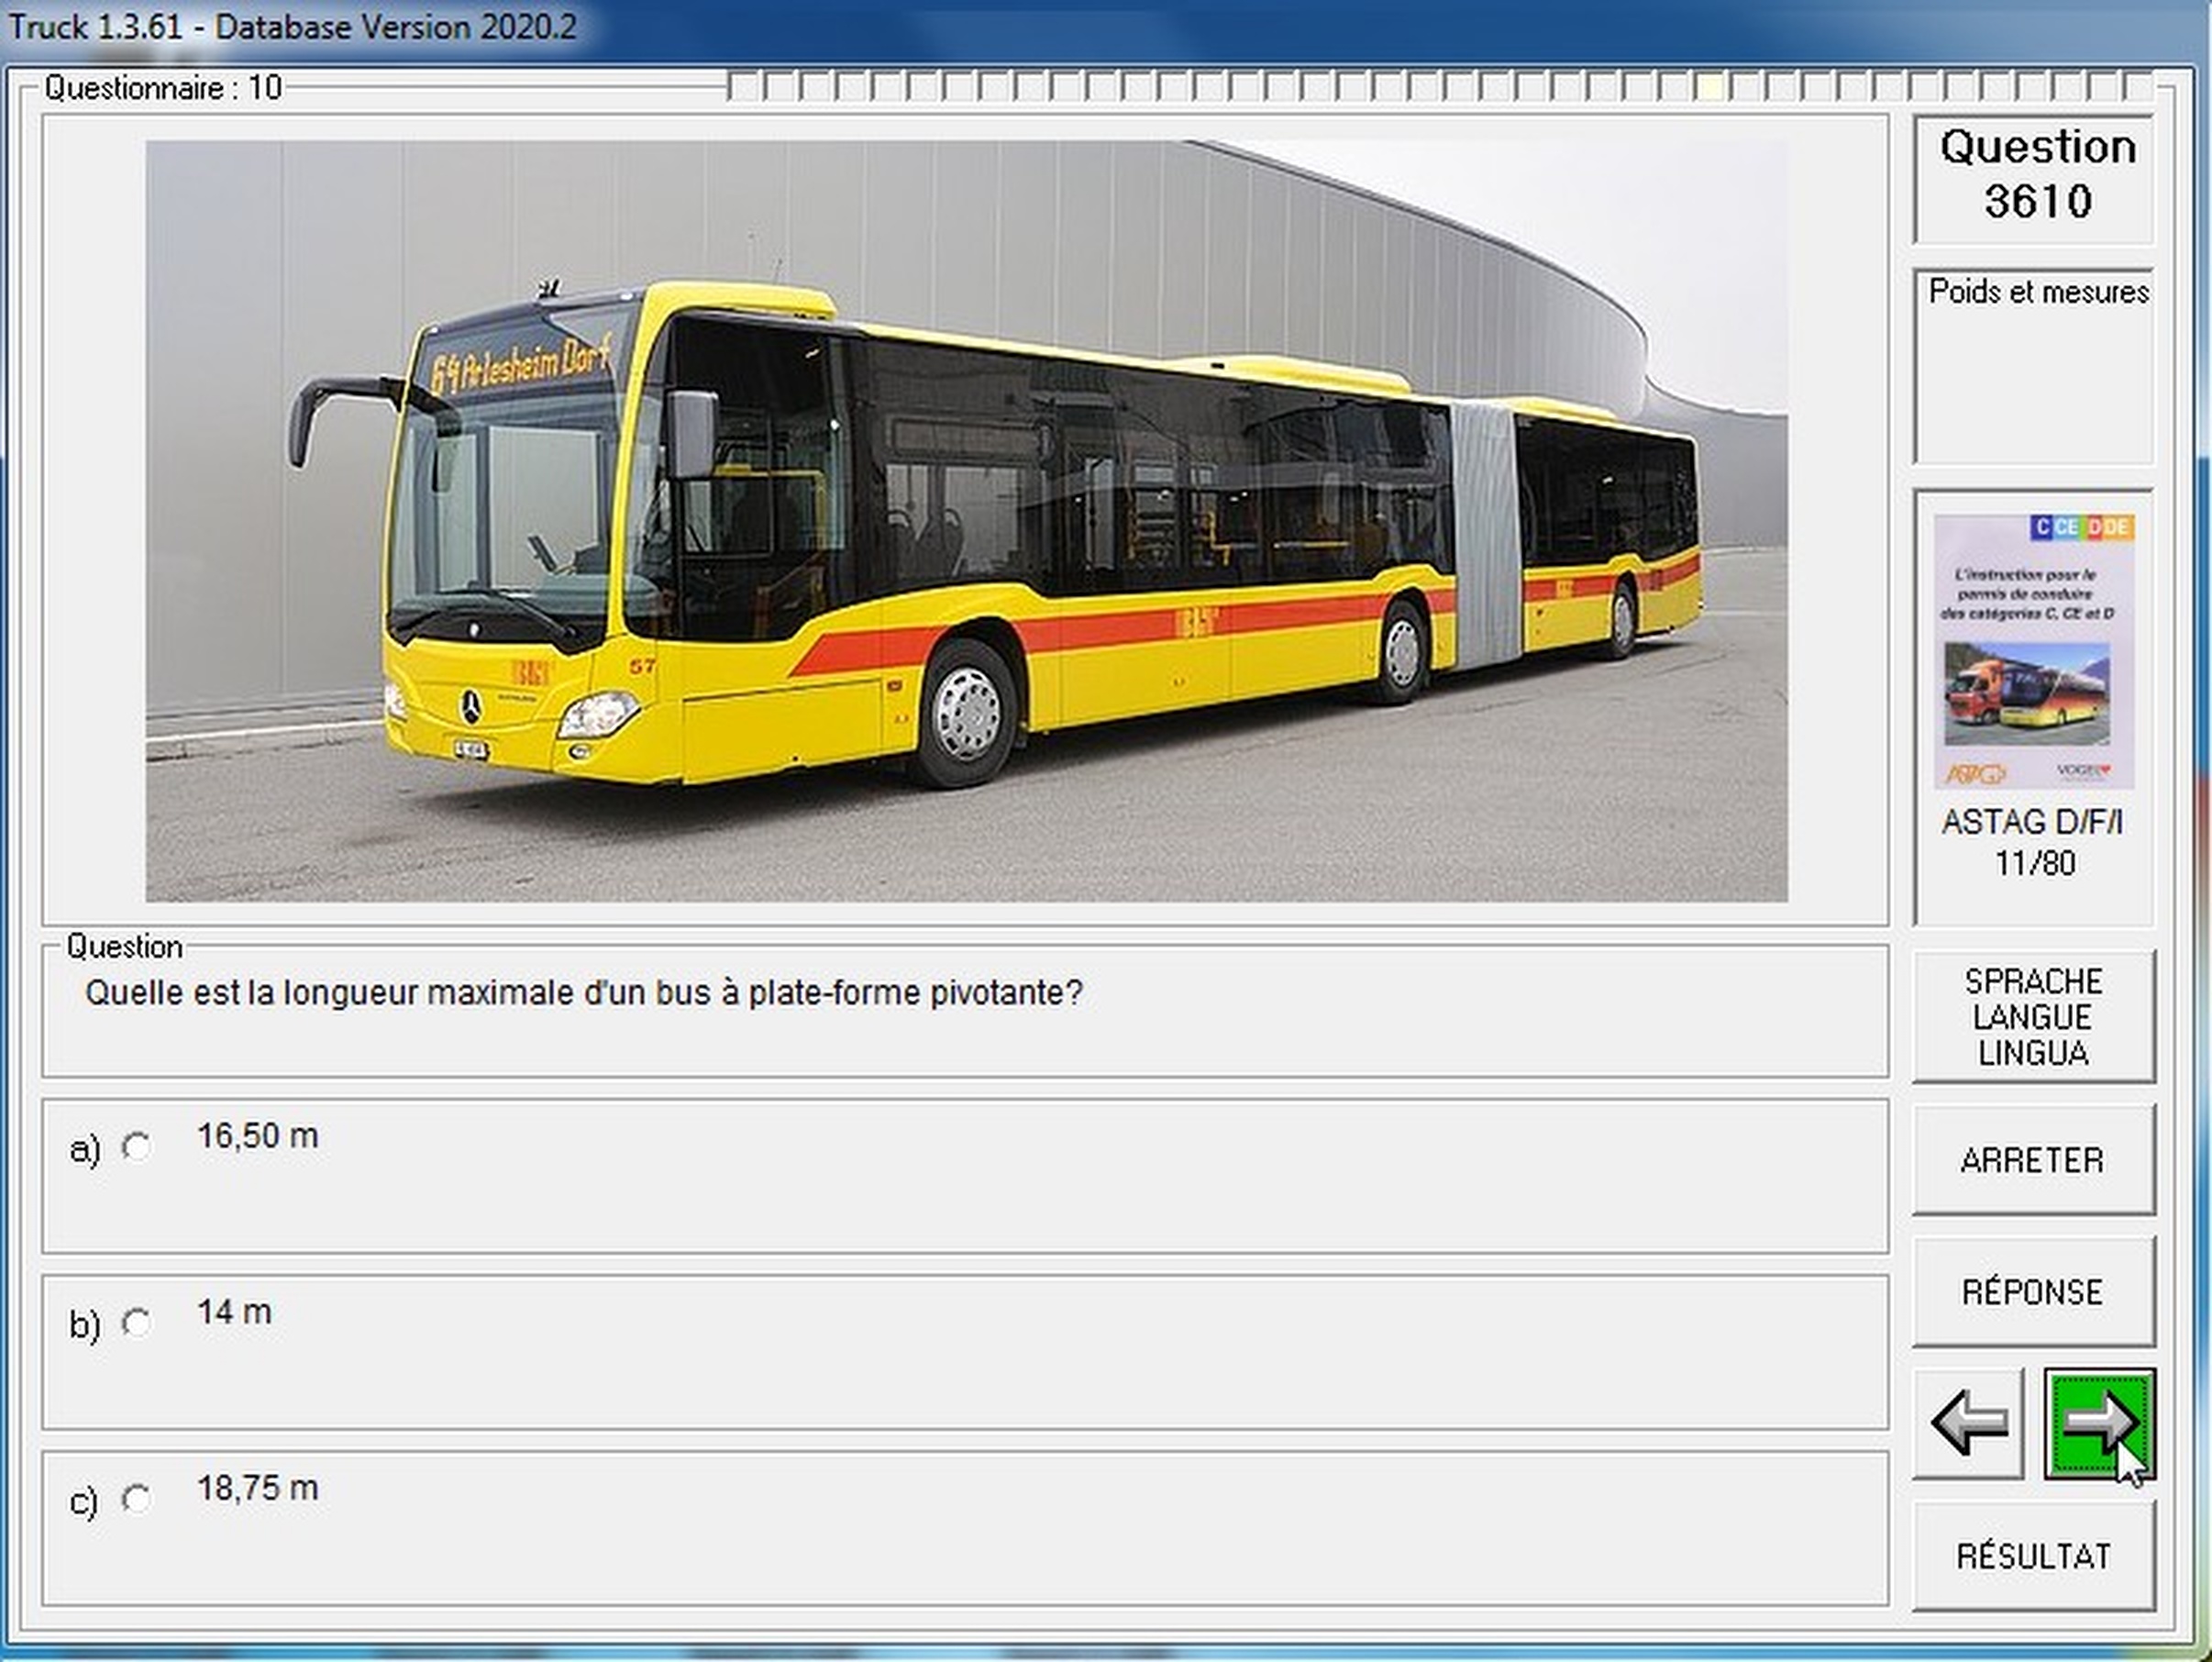 Truck 1.3.61 - Database Version 2020.2
Questionnaire : 10
64 Arlesheim Dorf
57
Question
3610
Poids et mesures
C CE D DE
L'instruction pour le
permis de conduire
des catégories C, CE et D
ASTAG
VOGEL
ASTAG D/F/I
11/80
Question
Quelle est la longueur maximale d'un bus à plate-forme pivotante?
a) 16,50 m
b) 14 m
c) 18,75 m
SPRACHE
LANGUE
LINGUA
ARRETER
RÉPONSE
RÉSULTAT